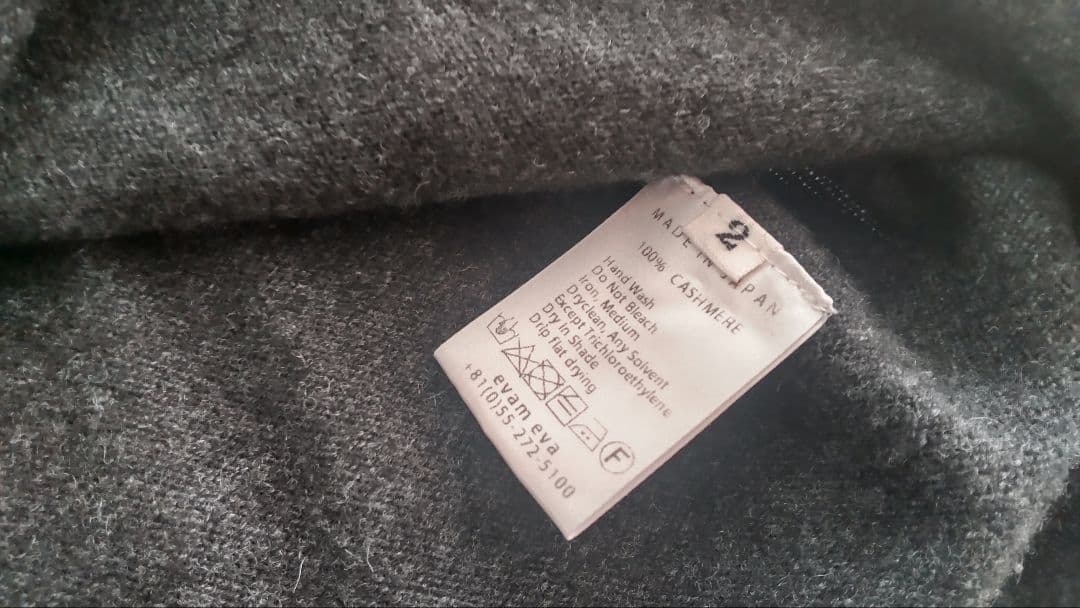 2
MADE IN JAPAN
100% CASHMERE
Hand Wash
Do Not Bleach
Iron, Medium
Dryclean, Any Solvent
Except Trichloroethylene
Dry in Shade
Drip flat drying
F
evam eva
+81(0)55-272-5100